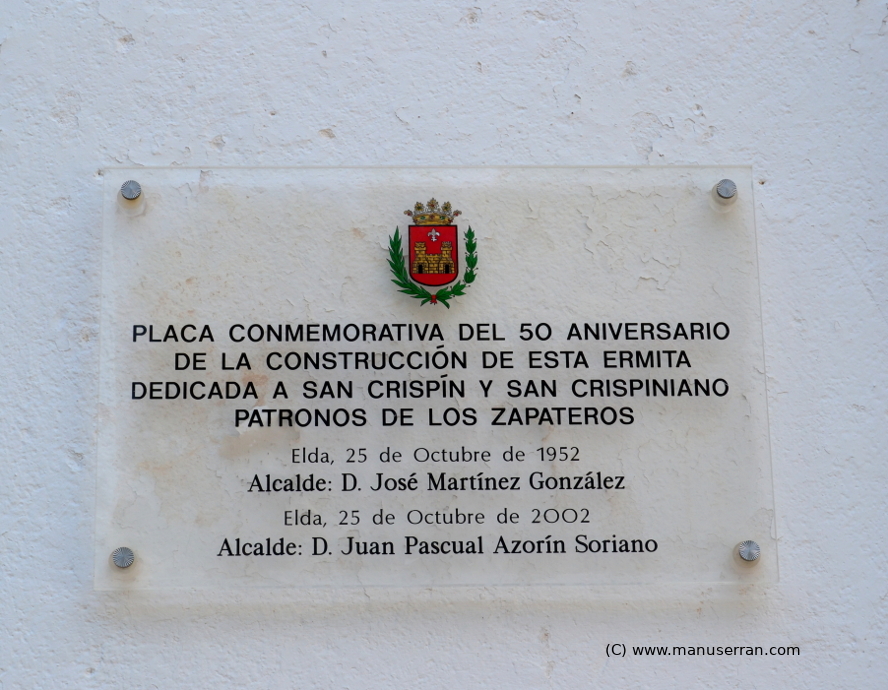 PLACA CONMEMORATIVA DEL 50 ANIVERSARIO
DE LA CONSTRUCCIÓN DE ESTA ERMITA
DEDICADA A SAN CRISPÍN Y SAN CRISPINIANO
PATRONOS DE LOS ZAPATEROS
Elda, 25 de Octubre de 1952
Alcalde: D. José Martínez González
Elda, 25 de Octubre de 2002
Alcalde: D. Juan Pascual Azorín Soriano
(C) www.manuserran.com